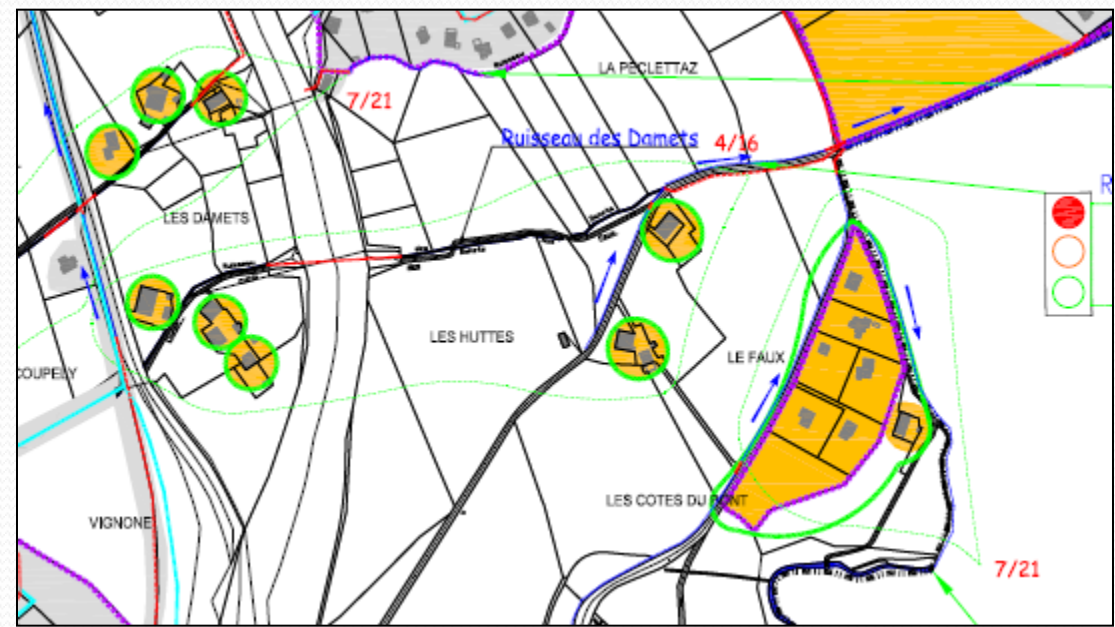 LA PECLETTAZ
7/21
Ruisseau des Damets
4/16
R
LES DAMETS
LES HUTTES
LE FAUX
COUPELY
LES COTES DU PONT
VIGNONE
7/21